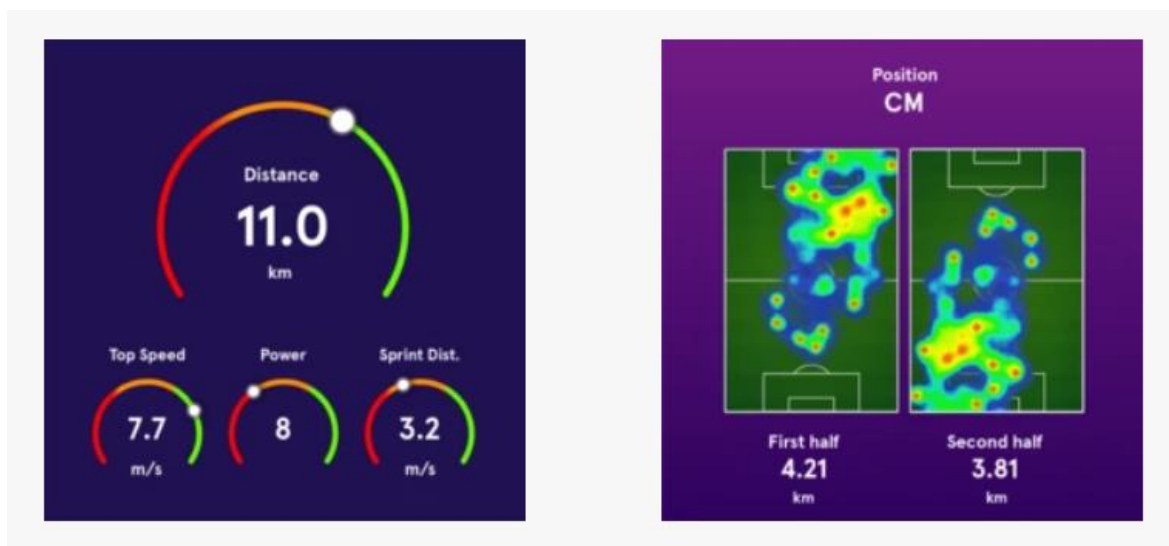 Distance
11.0
km
Top Speed
7.7
m/s
Power
8
Sprint Dist.
3.2
m/s
Position
CM
First half
4.21
km
Second half
3.81
km